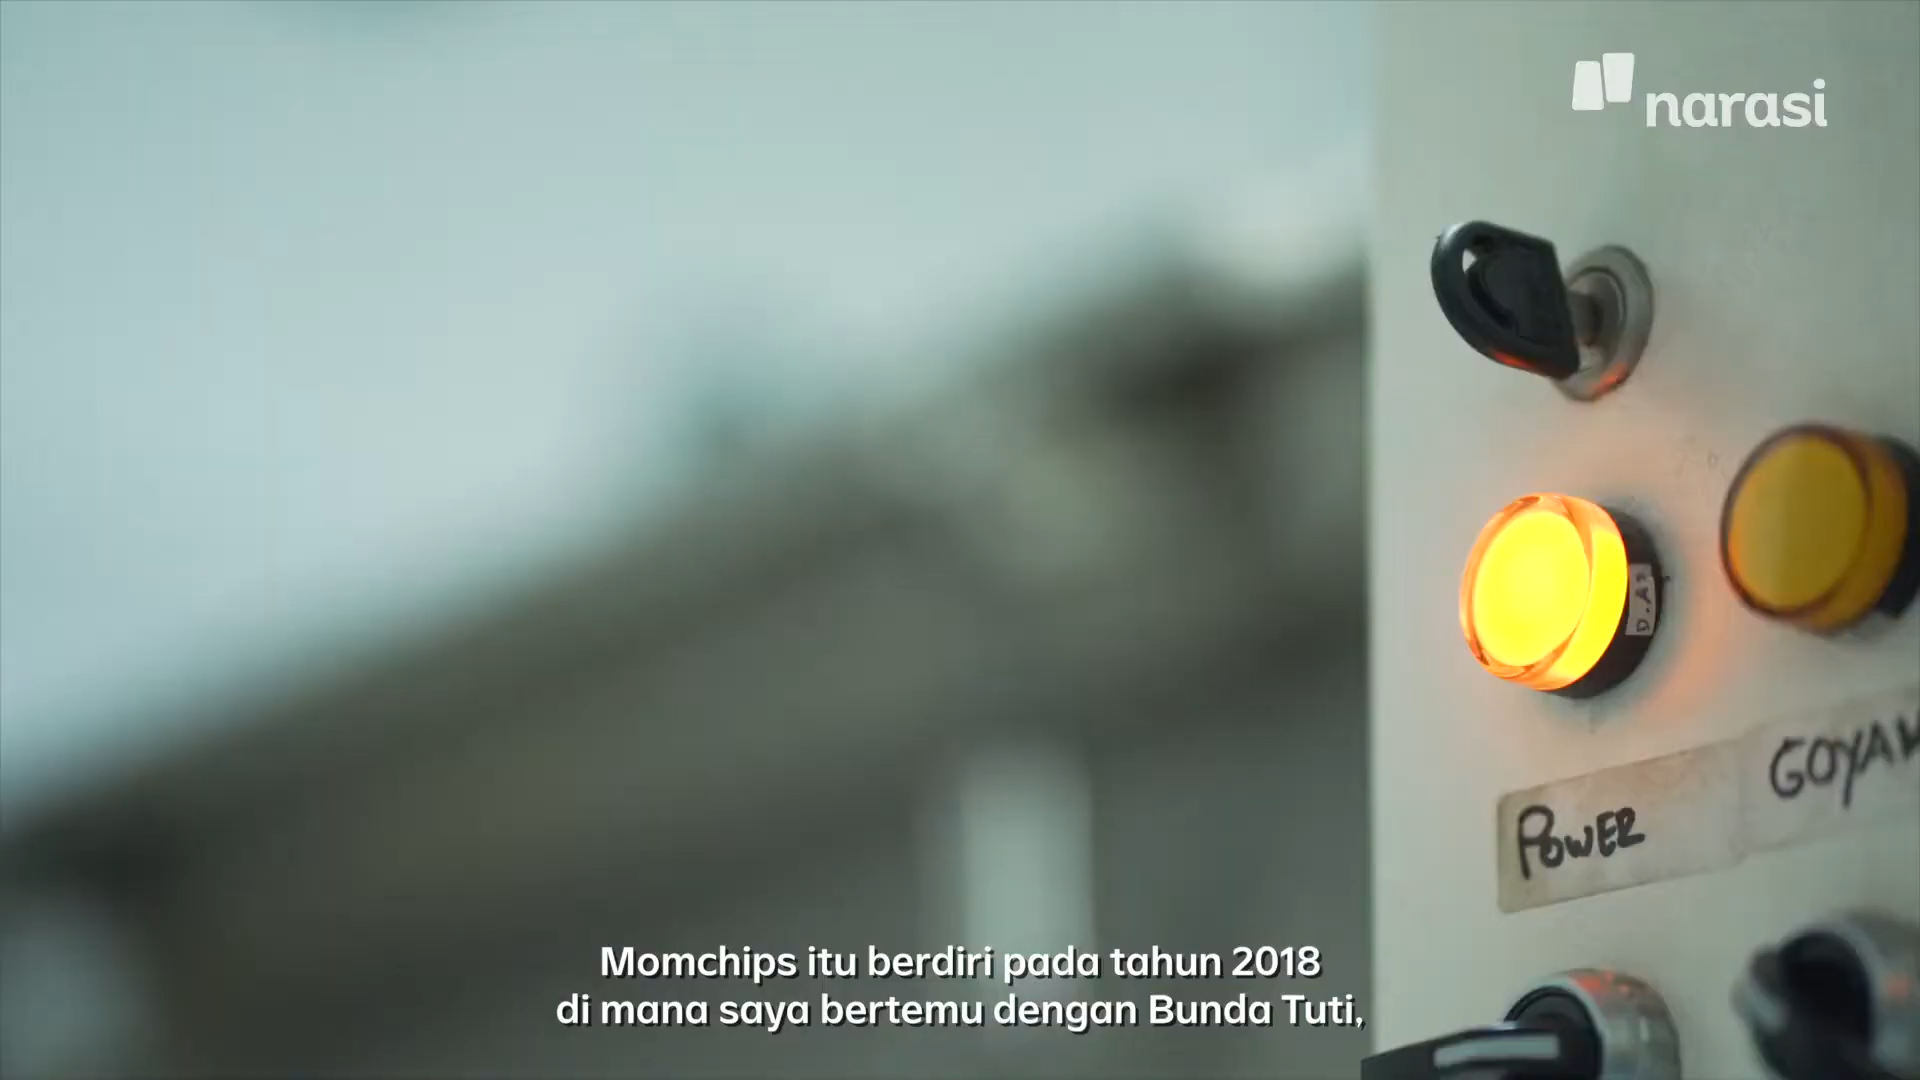 narasi
POWER
Momchips itu berdiri pada tahun 2018
di mana saya bertemu dengan Bunda Tuti,